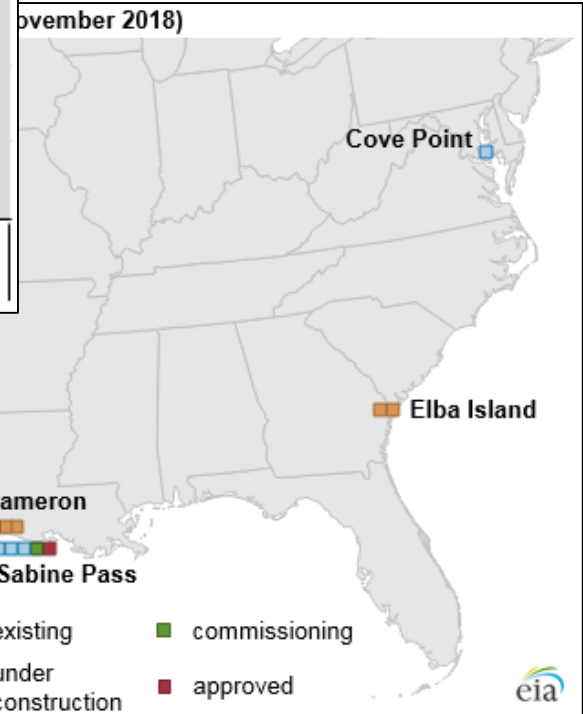 ovember 2018)
Cove Point
Elba Island
ameron
Sabine Pass
existing
commissioning
under
construction
approved
eia